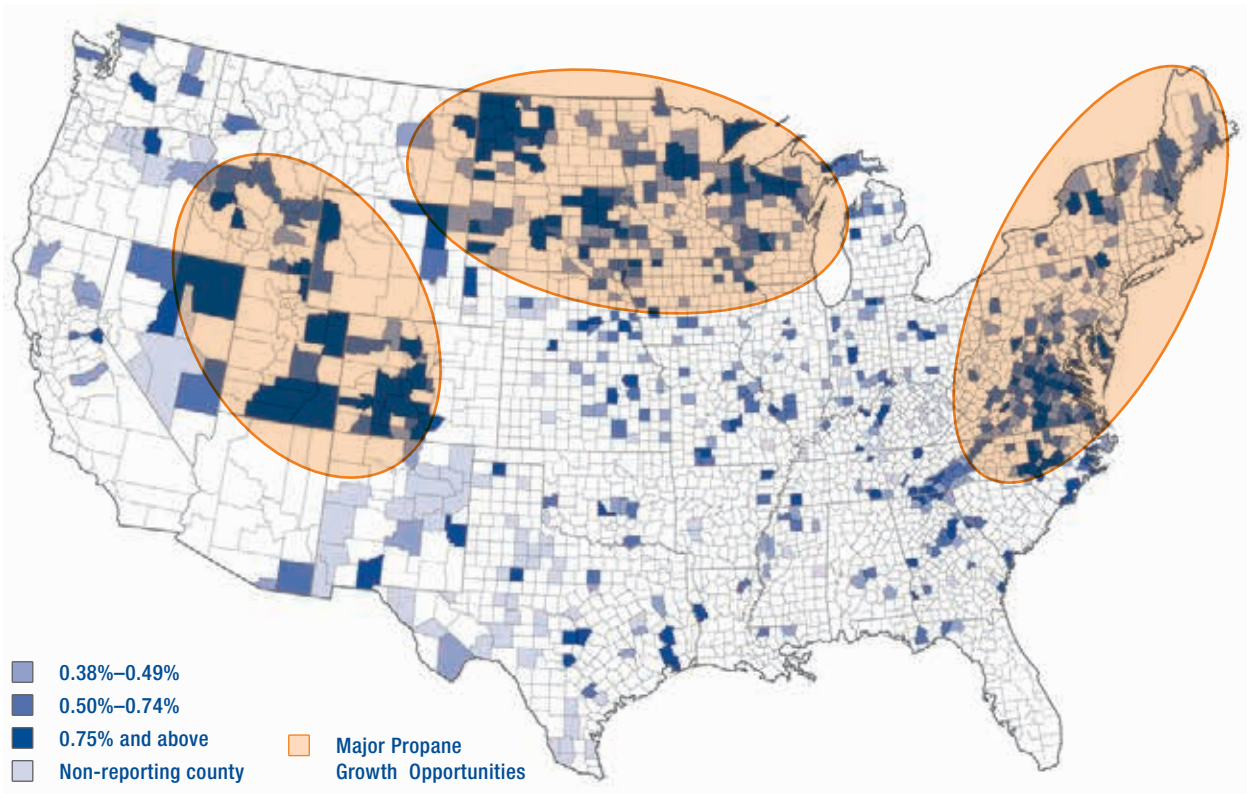 0.38%–0.49%
0.50%–0.74%
0.75% and above
Non-reporting county
Major Propane
Growth Opportunities